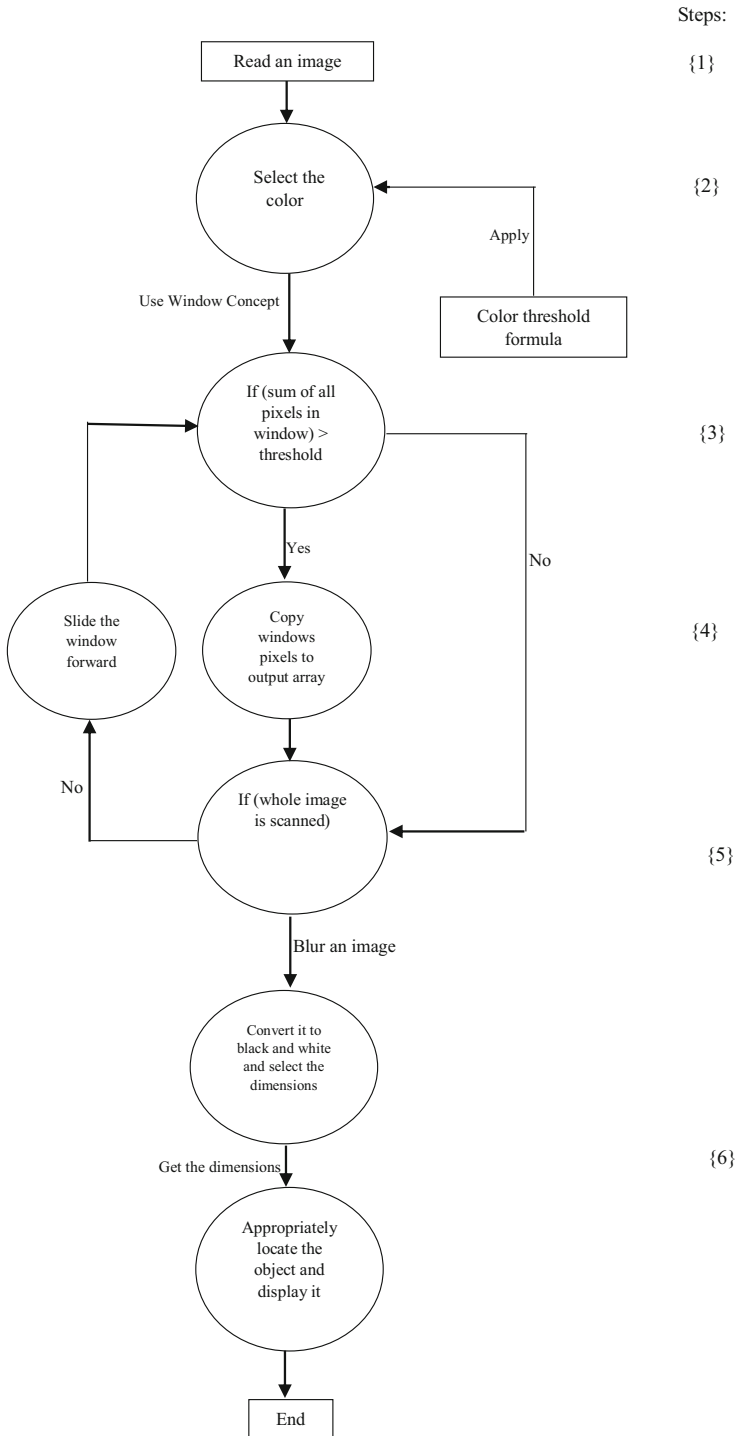 Steps:
Read an image
{1}
Select the
color
{2}
Apply
Use Window Concept
Color threshold
formula
If (sum of all
pixels in
window) >
threshold
{3}
Yes
No
Slide the
window
forward
Copy
windows
pixels to
output array
{4}
No
If (whole image
is scanned)
{5}
Blur an image
Convert it to
black and white
and select the
dimensions
Get the dimensions
{6}
Appropriately
locate the
object and
display it
End